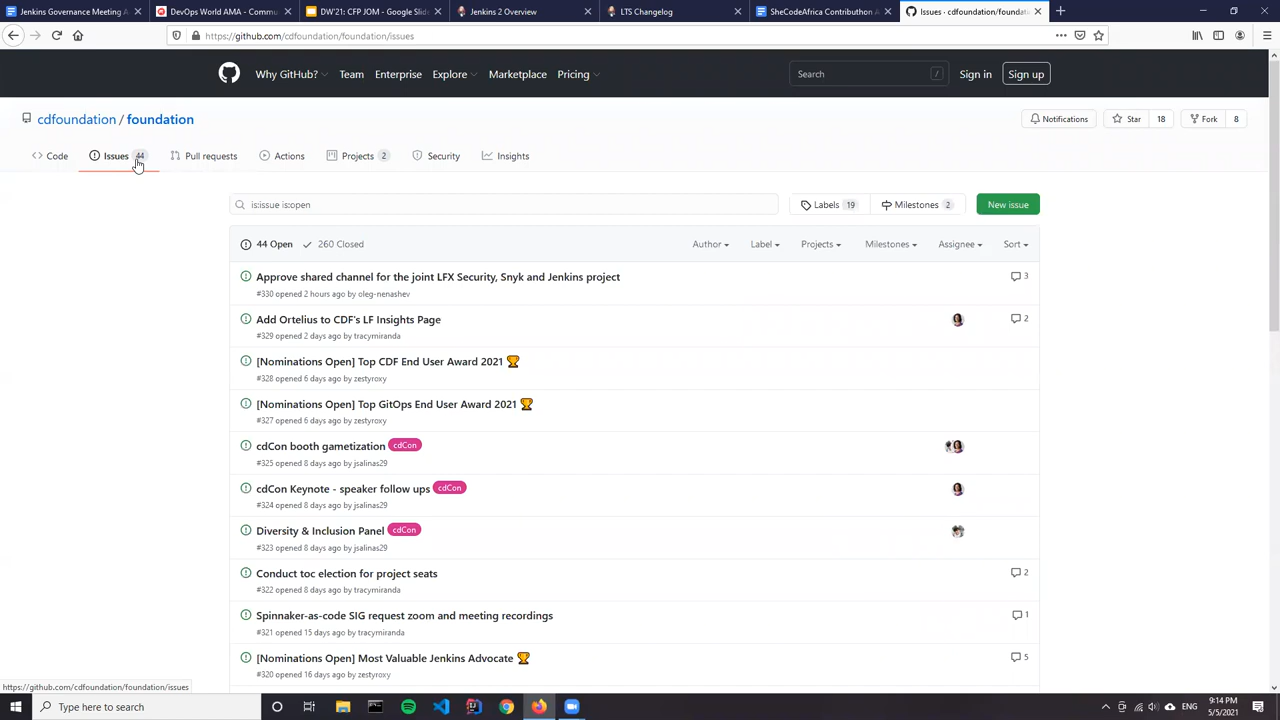 Jenkins Governance Meeting A
DevOps World AMA - Commu
DW'21: CFP JOM - Google Slid
Jenkins 2 Overview
LTS Changelog
SheCodeAfrica Contributhon A
Issues · cdfoundation/foundat
https://github.com/cdfoundation/foundation/issues
Why GitHub?
Team
Enterprise
Explore
Marketplace
Pricing
Search
/
Sign in
Sign up
cdfoundation / foundation
Notifications
Star 18
Fork 8
Code
Issues 44
Pull requests
Actions
Projects 2
Security
Insights
is:issue is:open
Labels 19
Milestones 2
New issue
44 Open
260 Closed
Author
Label
Projects
Milestones
Assignee
Sort
Approve shared channel for the joint LFX Security, Snyk and Jenkins project
3
#330 opened 2 hours ago by oleg-nenashev
Add Ortelius to CDF's LF Insights Page
2
#329 opened 2 days ago by tracymiranda
[Nominations Open] Top CDF End User Award 2021 🏆
#328 opened 6 days ago by zestyroxy
[Nominations Open] Top GitOps End User Award 2021 🏆
#327 opened 6 days ago by zestyroxy
cdCon booth gametization cdCon
#325 opened 8 days ago by jsalinas29
cdCon Keynote - speaker follow ups cdCon
#324 opened 8 days ago by jsalinas29
Diversity & Inclusion Panel cdCon
#323 opened 8 days ago by jsalinas29
Conduct toc election for project seats
2
#322 opened 8 days ago by tracymiranda
Spinnaker-as-code SIG request zoom and meeting recordings
1
#321 opened 15 days ago by tracymiranda
[Nominations Open] Most Valuable Jenkins Advocate 🏆
5
#320 opened 16 days ago by zestyroxy
https://github.com/cdfoundation/foundation/issues
Type here to search
ENG
9:14 PM
5/5/2021